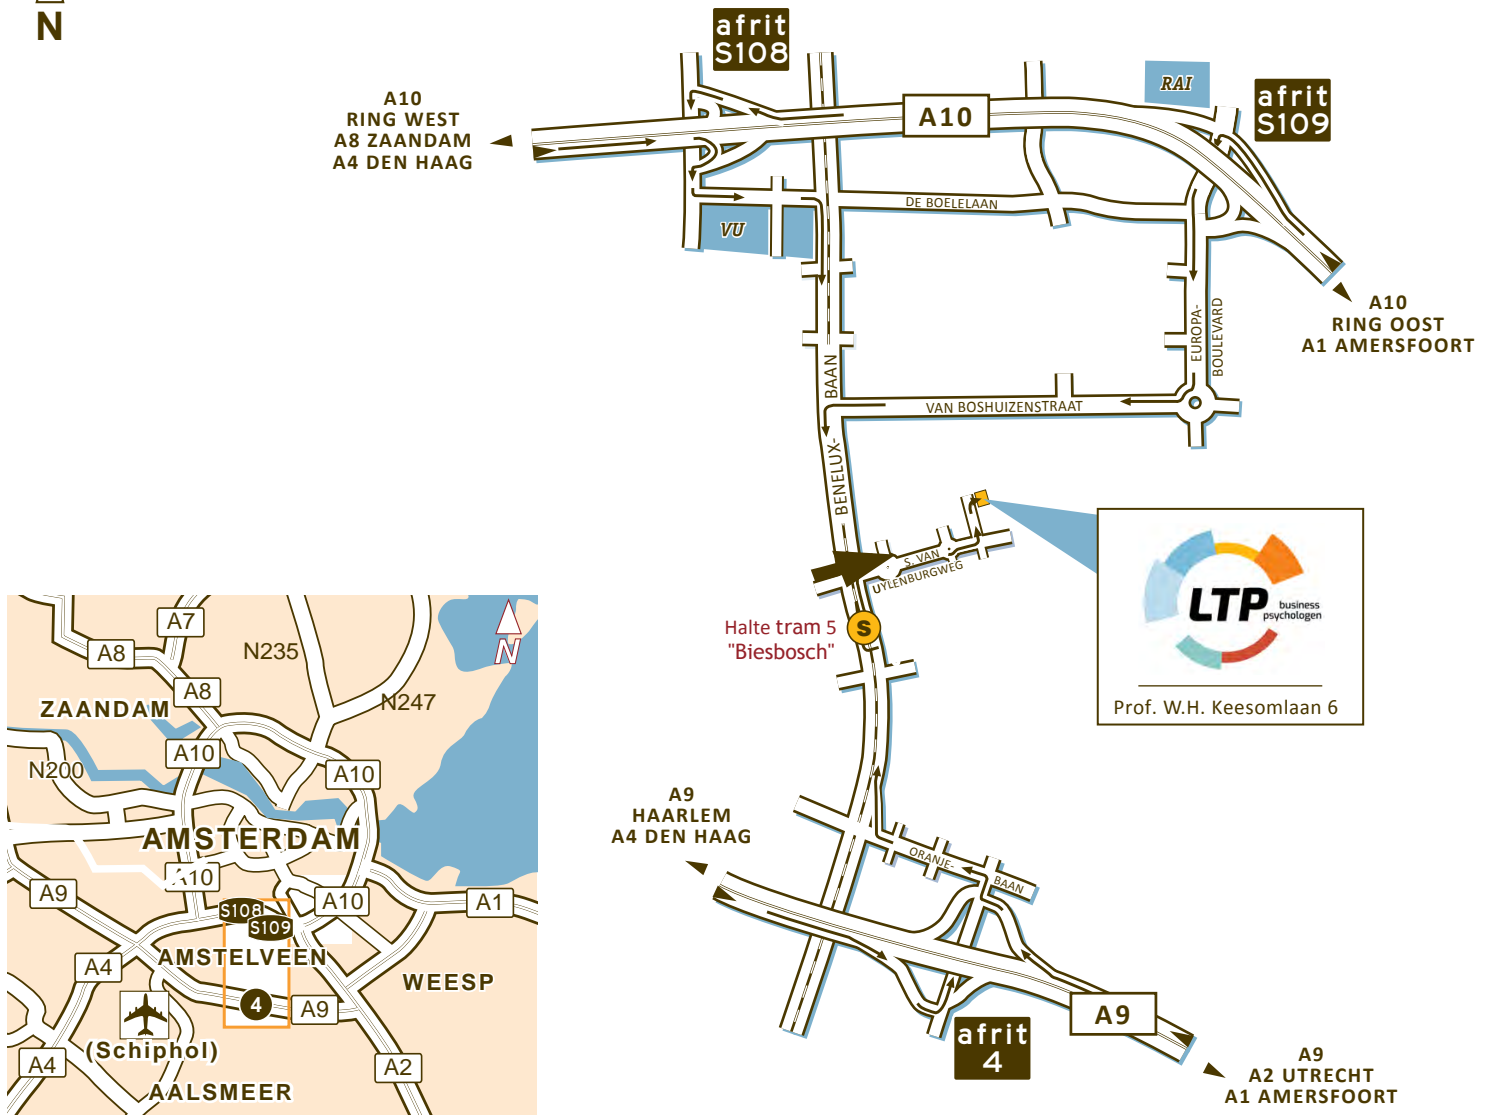 N
afrit
S108
A10
RING WEST
A8 ZAANDAM
A4 DEN HAAG
A10
RAI
afrit
S109
DE BOELELAAN
VU
A10
RING OOST
A1 AMERSFOORT
EUROPA-
BOULEVARD
BAAN
VAN BOSHUIZENSTRAAT
BENELUX-
S. VAN
UYLENBURGWEG
LTP business
psychologen
Prof. W.H. Keesomlaan 6
Halte tram 5
"Biesbosch"
S
A9
HAARLEM
A4 DEN HAAG
ORANJE-
BAAN
A9
afrit
4
A9
A2 UTRECHT
A1 AMERSFOORT
A7
N
A8
N235
A8
N247
ZAANDAM
A10
N200
A10
AMSTERDAM
A10
A9
A10
A1
S108
S109
AMSTELVEEN
A4
WEESP
4
A9
(Schiphol)
A4
A2
AALSMEER